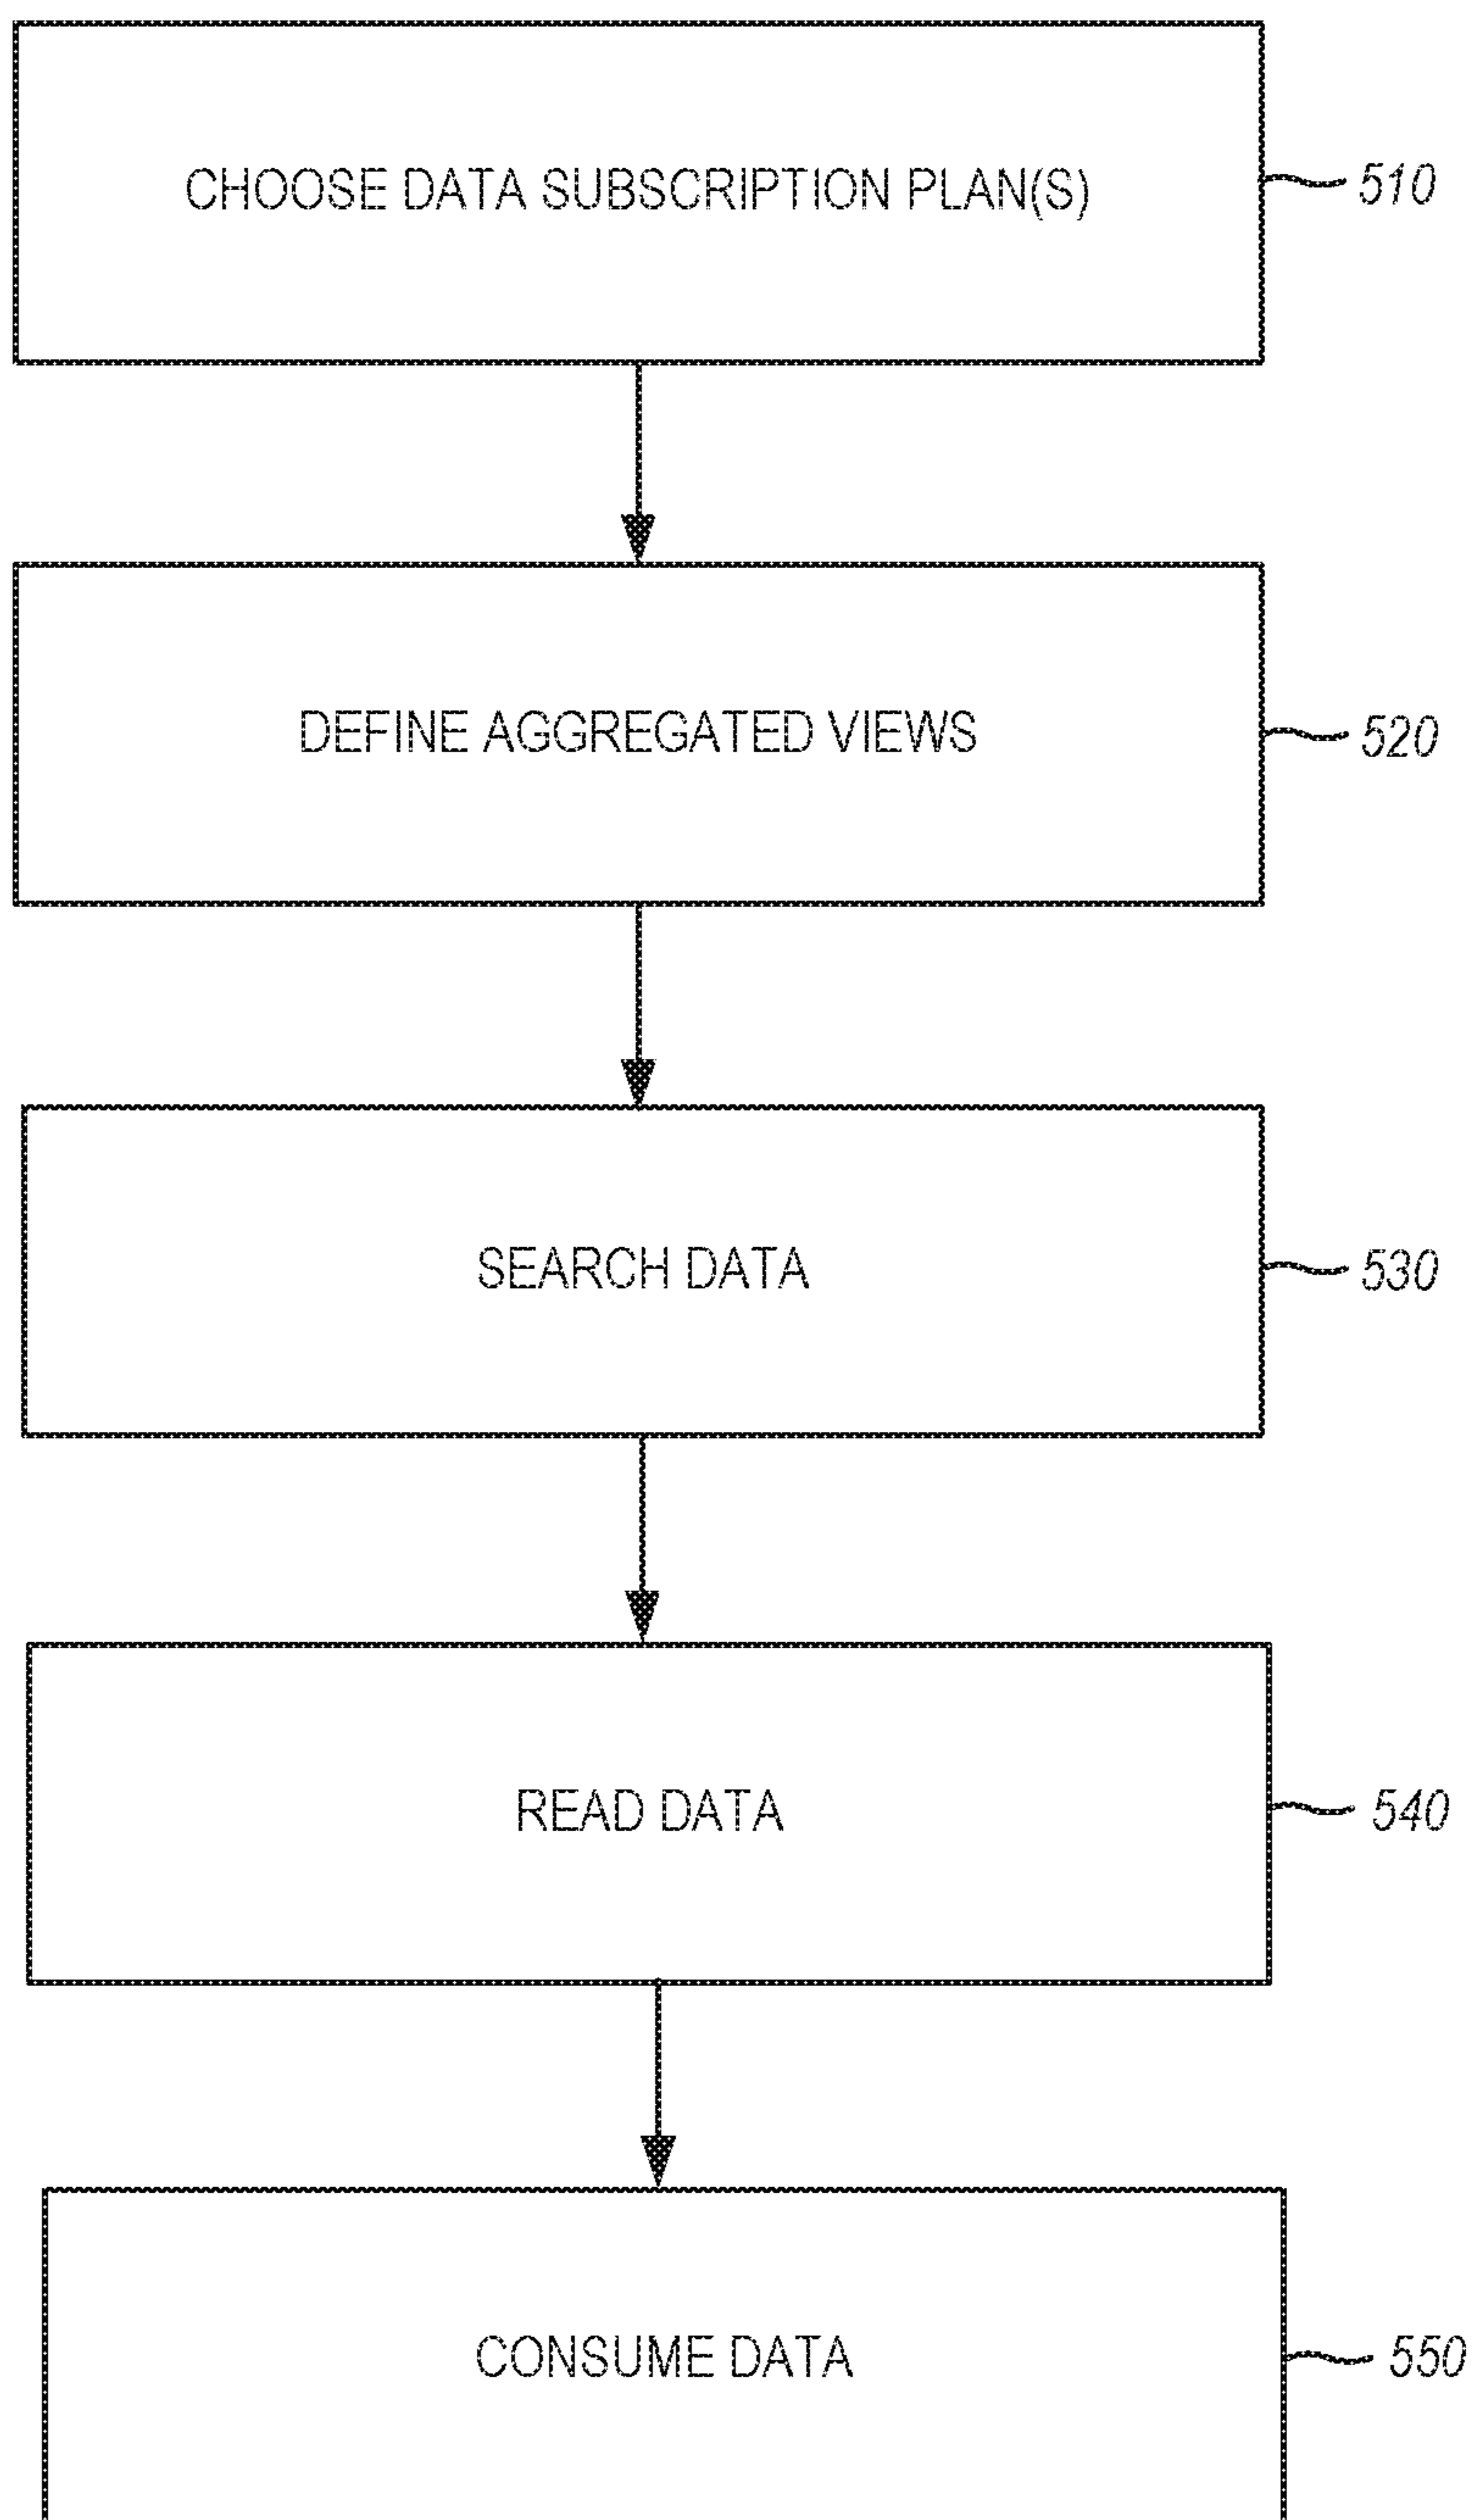 CHOOSE DATA SUBSCRIPTION PLAN(S)
510
DEFINE AGGREGATED VIEWS
520
SEARCH DATA
530
READ DATA
540
CONSUME DATA
550